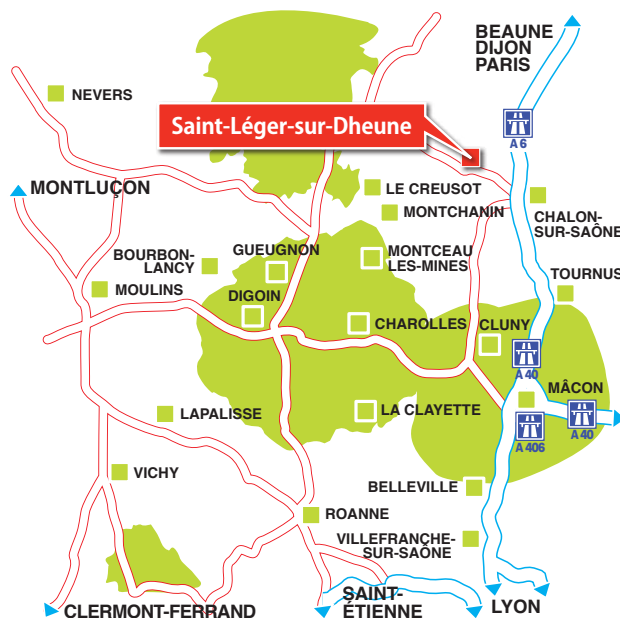 BEAUNE
DIJON
PARIS
NEVERS
Saint-Léger-sur-Dheune
A 6
MONTLUÇON
LE CREUSOT
MONTCHANIN
CHALON-
SUR-SAÔNE
BOURBON-
LANCY
GUEUGNON
MONTCEAU
LES-MINES
TOURNUS
MOULINS
DIGOIN
CHAROLLES
CLUNY
A 40
MÂCON
LAPALISSE
LA CLAYETTE
A 406
A 40
VICHY
BELLEVILLE
ROANNE
VILLEFRANCHE-
SUR-SAÔNE
CLERMONT-FERRAND
SAINT-
ÉTIENNE
LYON